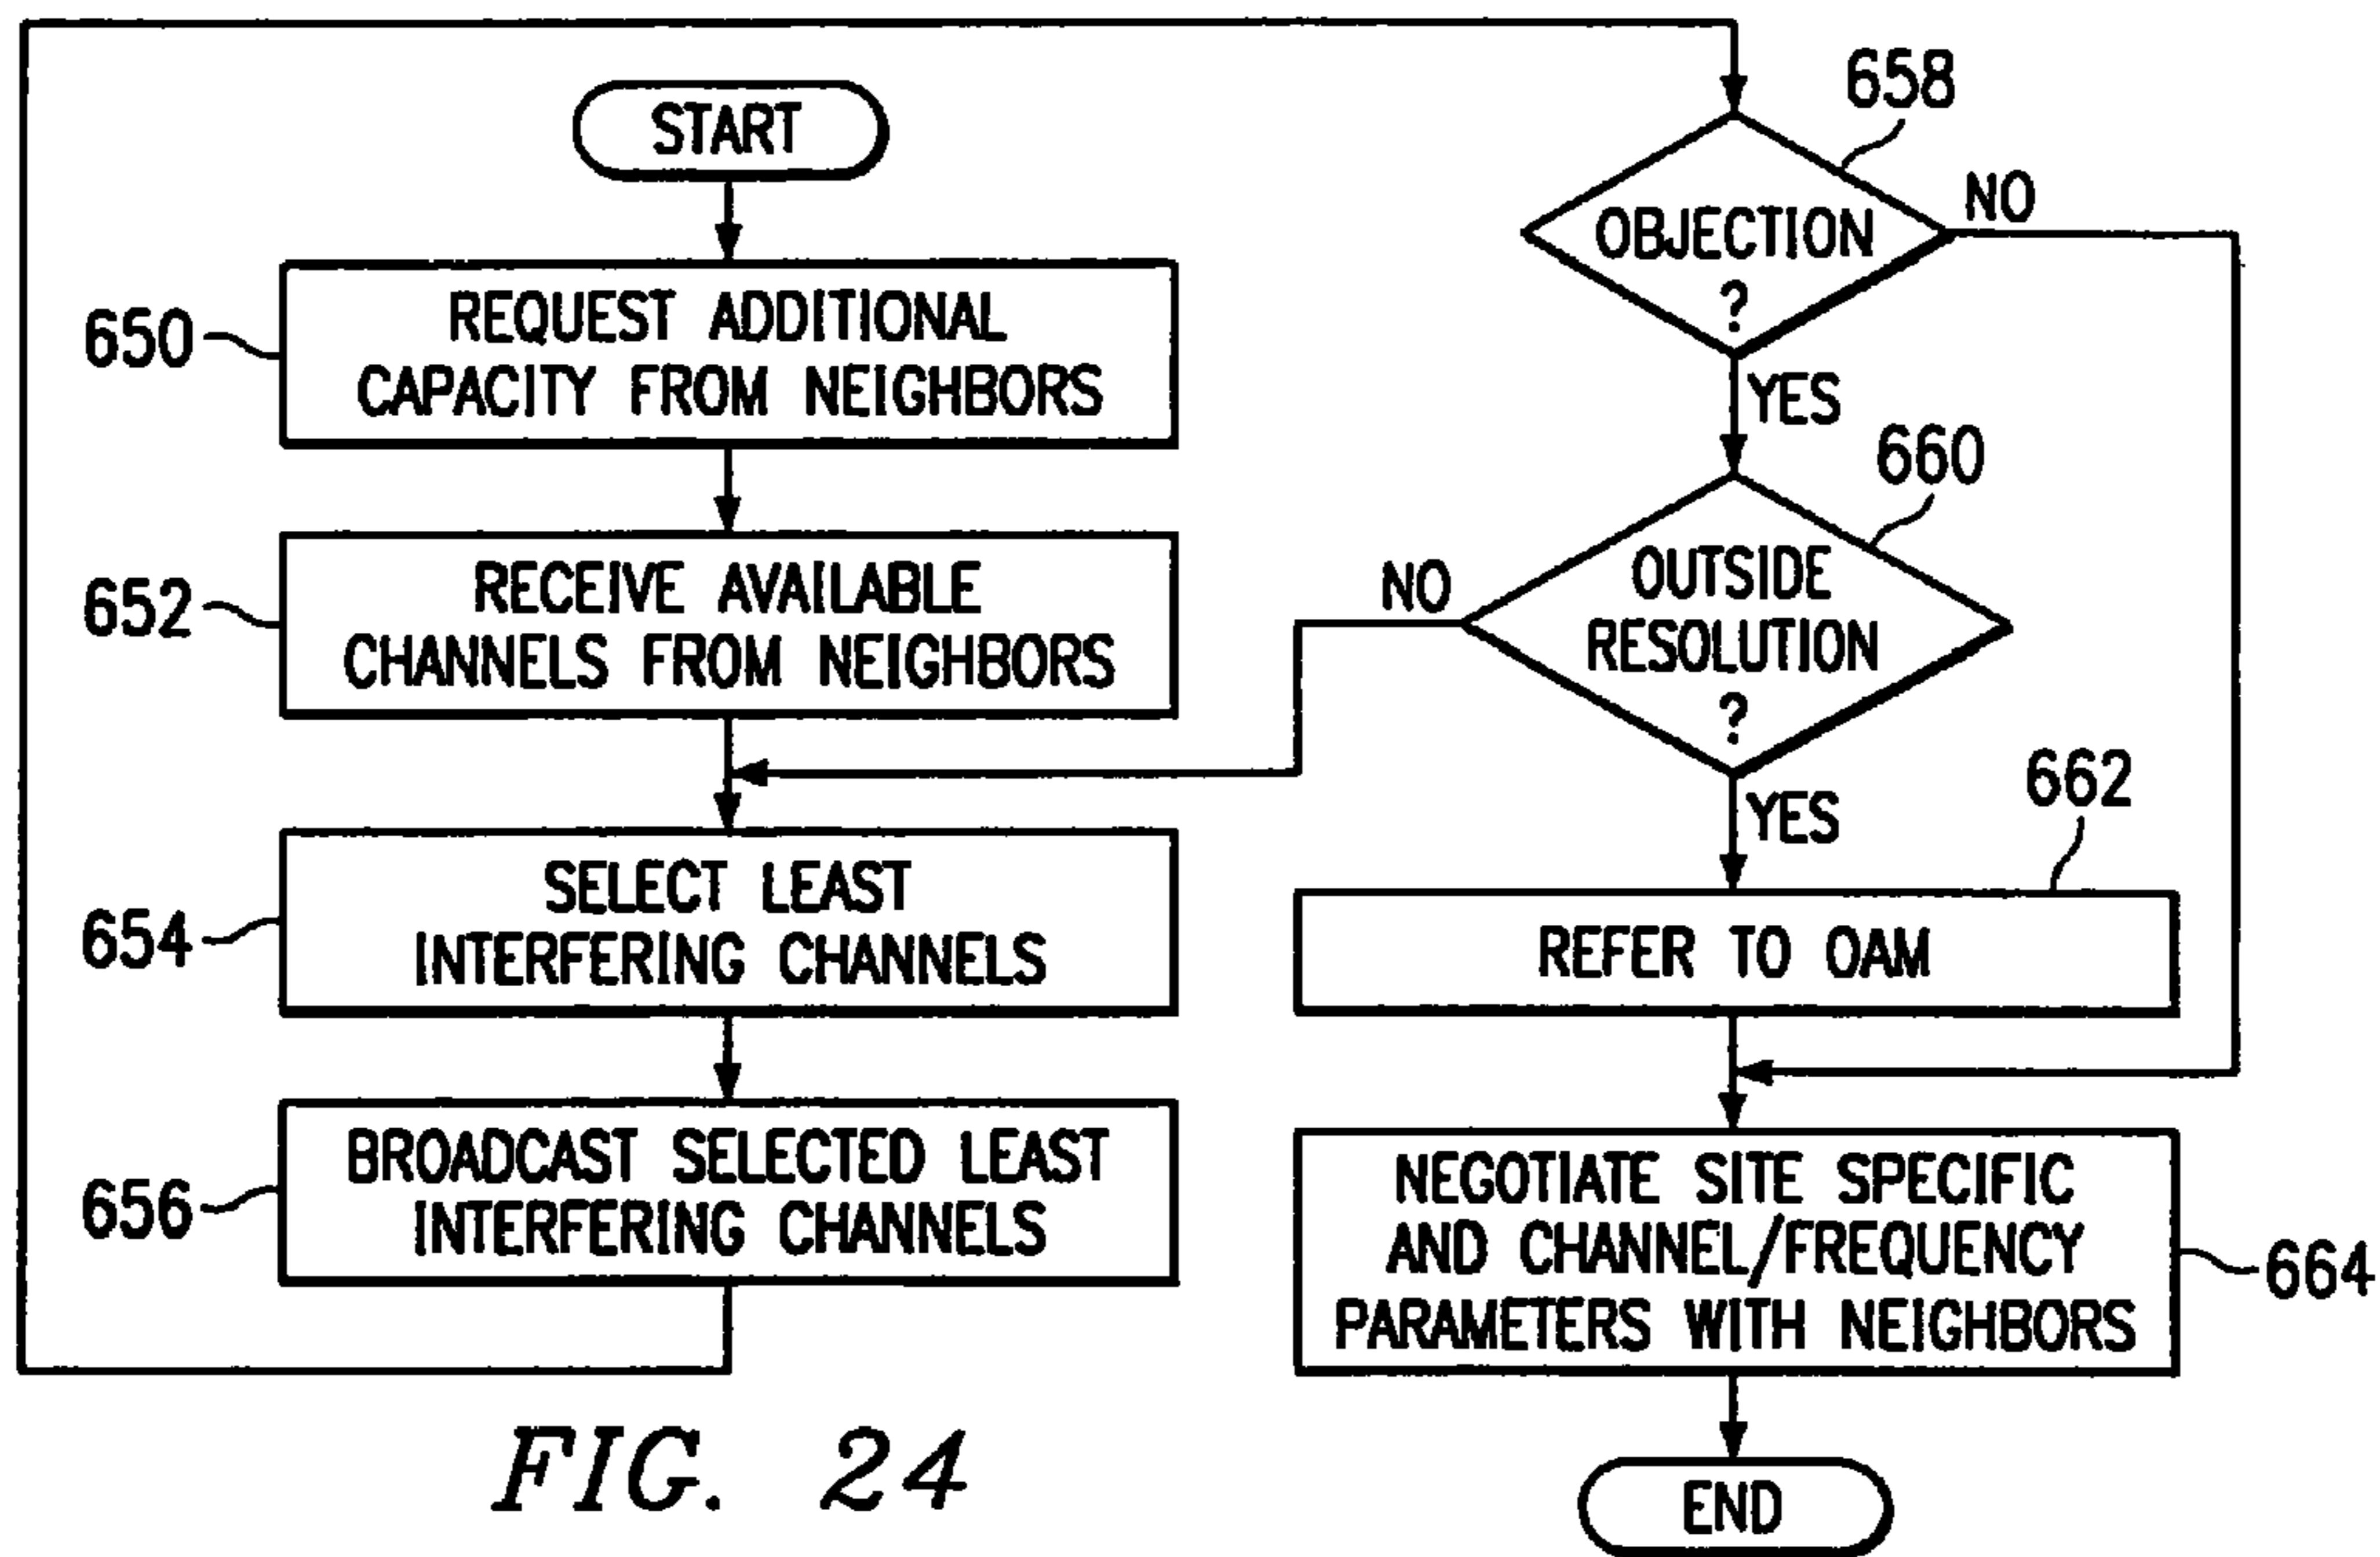 START
650
REQUEST ADDITIONAL
CAPACITY FROM NEIGHBORS
652
RECEIVE AVAILABLE
CHANNELS FROM NEIGHBORS
654
SELECT LEAST
INTERFERING CHANNELS
656
BROADCAST SELECTED LEAST
INTERFERING CHANNELS
658
OBJECTION
?
NO
YES
660
OUTSIDE
RESOLUTION
?
NO
YES
662
REFER TO OAM
NEGOTIATE SITE SPECIFIC
AND CHANNEL/FREQUENCY
PARAMETERS WITH NEIGHBORS
664
END
FIG. 24